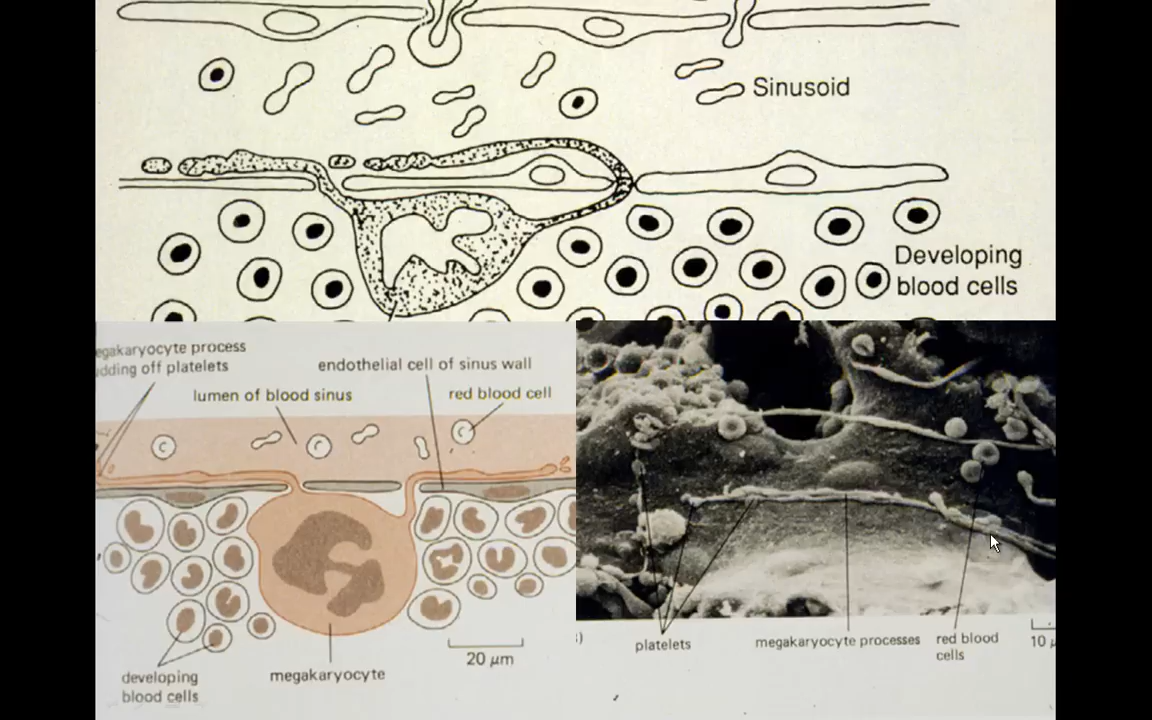 Sinusoid
Developing
blood cells
egakaryocyte process
dding off platelets
endothelial cell of sinus wall
lumen of blood sinus
red blood cell
20 µm
megakaryocyte
developing
blood cells
platelets
megakaryocyte processes
red blood
cells
10 µ